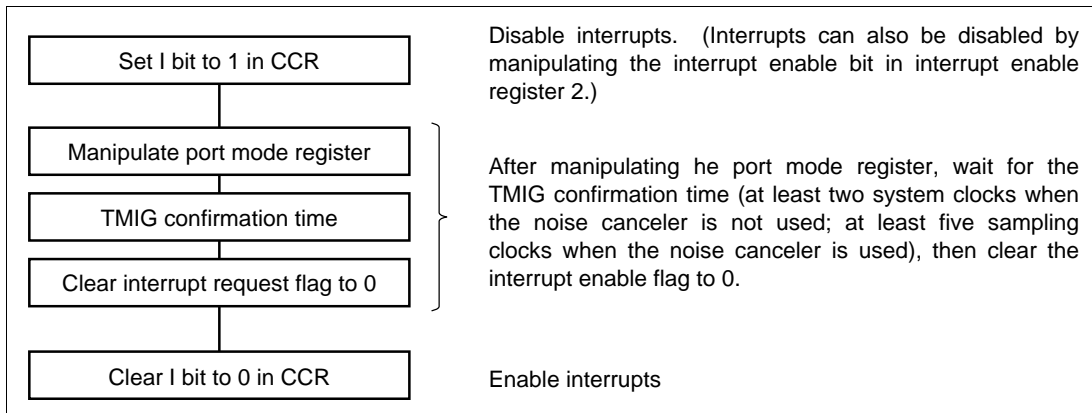 Set I bit to 1 in CCR
Disable interrupts. (Interrupts can also be disabled by
manipulating the interrupt enable bit in interrupt enable
register 2.)
Manipulate port mode register
TMIG confirmation time
Clear interrupt request flag to 0
After manipulating he port mode register, wait for the
TMIG confirmation time (at least two system clocks when
the noise canceler is not used; at least five sampling
clocks when the noise canceler is used), then clear the
interrupt enable flag to 0.
Clear I bit to 0 in CCR
Enable interrupts